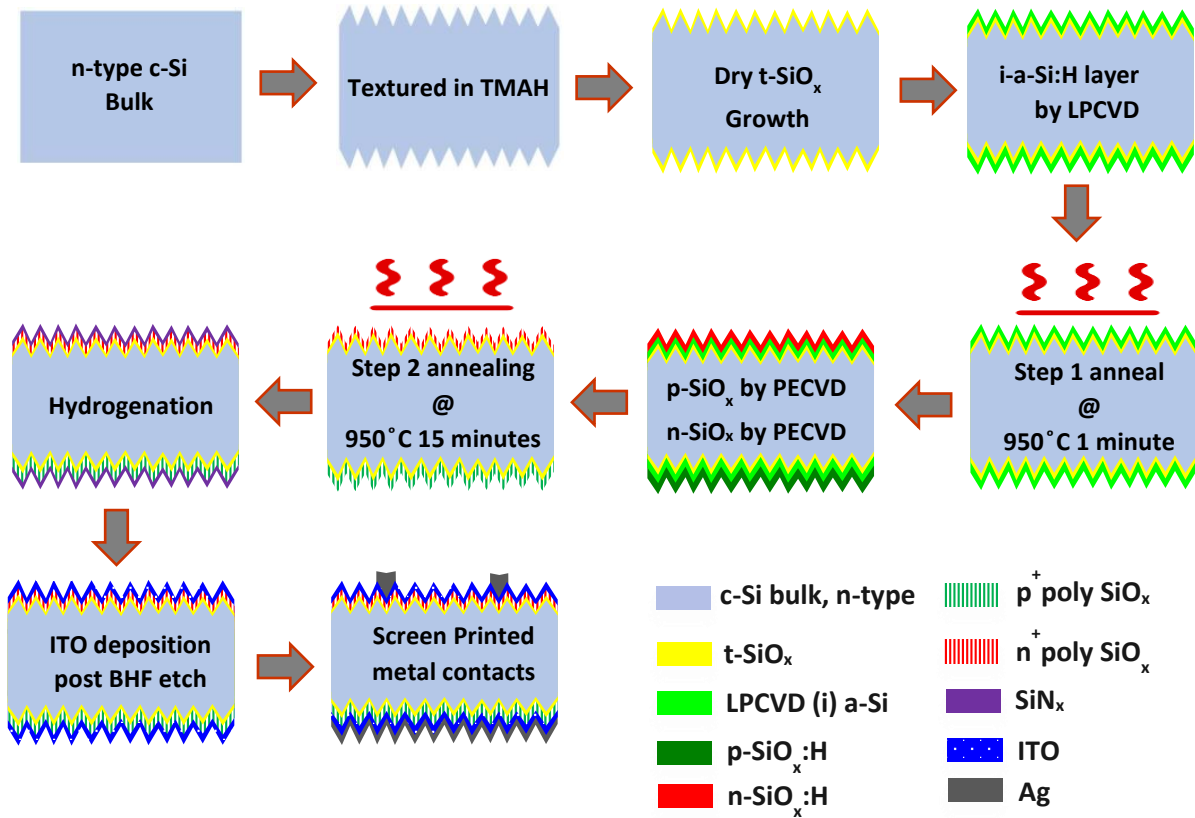 n-type c-Si
Bulk
Textured in TMAH
Dry t-SiOₓ
Growth
i-a-Si:H layer
by LPCVD
Step 1 anneal
@
950˚C 1 minute
p-SiOₓ by PECVD
n-SiOₓ by PECVD
Step 2 annealing
@
950˚C 15 minutes
Hydrogenation
ITO deposition
post BHF etch
Screen Printed
metal contacts
c-Si bulk, n-type
t-SiOₓ
LPCVD (i) a-Si
p-SiOₓ:H
n-SiOₓ:H
p⁺poly SiOₓ
n⁺poly SiOₓ
SiNₓ
ITO
Ag